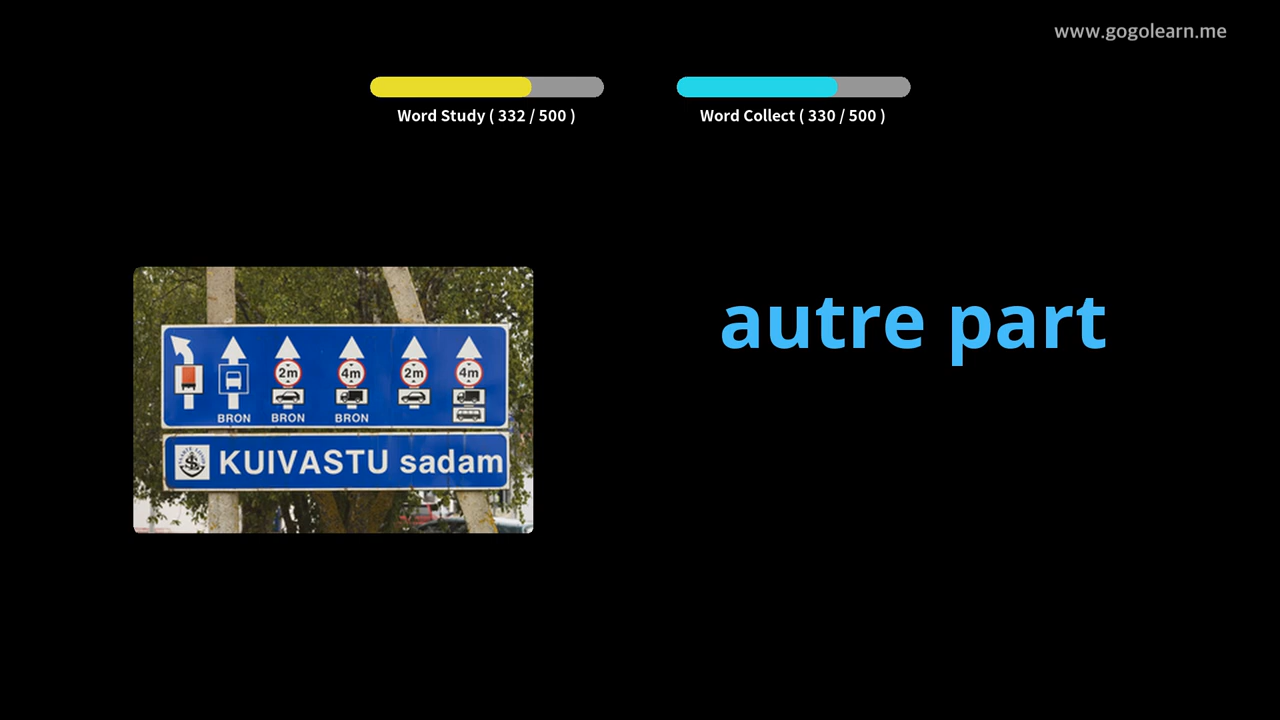 www.gogolearn.me
Word Study ( 332 / 500 )
Word Collect ( 330 / 500 )
autre part
2m 4m 2m 4m
BRON BRON BRON
KUIVASTU sadam